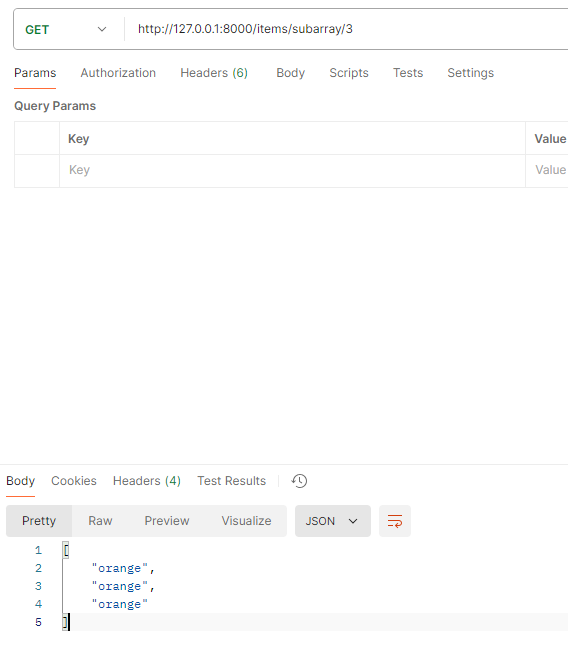 GET http://127.0.0.1:8000/items/subarray/3
Params Authorization Headers (6) Body Scripts Tests Settings
Query Params
Key Value
Key Value
Body Cookies Headers (4) Test Results
Pretty Raw Preview Visualize JSON
1 [
2 "orange",
3 "orange",
4 "orange"
5 ]